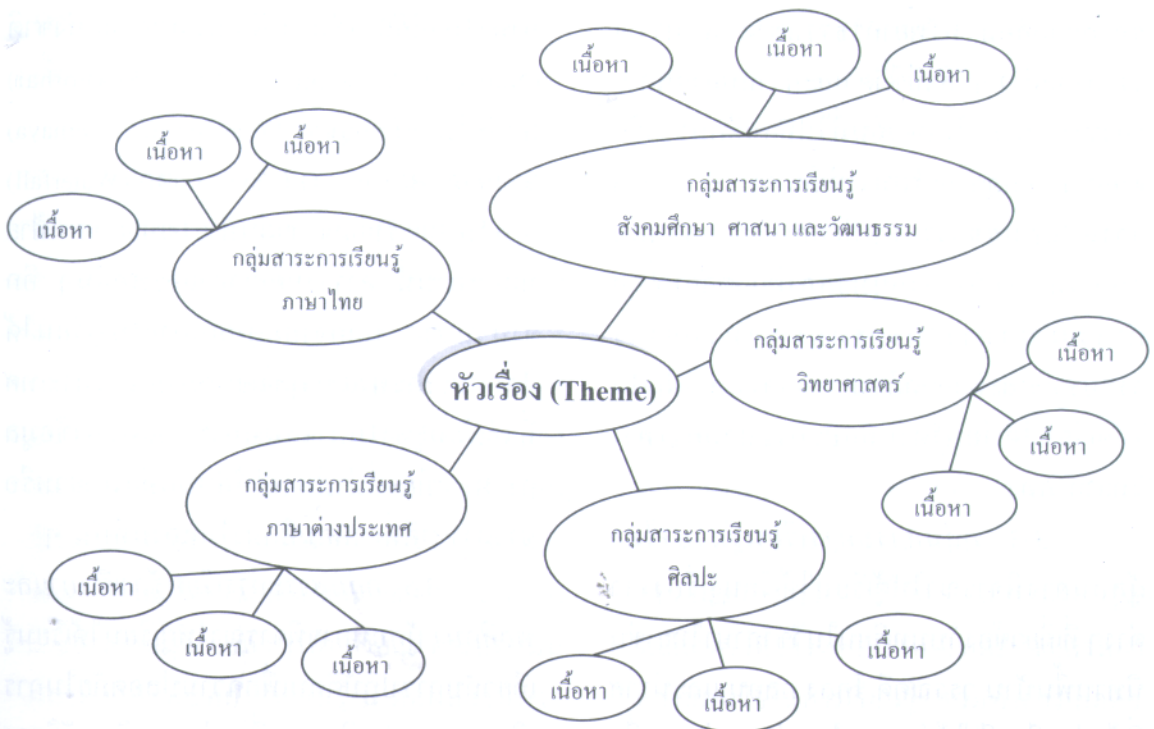 เนื้อหา
เนื้อหา
เนื้อหา
กลุ่มสาระการเรียนรู้
สังคมศึกษา ศาสนา และวัฒนธรรม
เนื้อหา
เนื้อหา
เนื้อหา
กลุ่มสาระการเรียนรู้
ภาษาไทย
หัวเรื่อง (Theme)
กลุ่มสาระการเรียนรู้
วิทยาศาสตร์
เนื้อหา
เนื้อหา
เนื้อหา
กลุ่มสาระการเรียนรู้
ภาษาต่างประเทศ
เนื้อหา
เนื้อหา
เนื้อหา
กลุ่มสาระการเรียนรู้
ศิลปะ
เนื้อหา
เนื้อหา
เนื้อหา